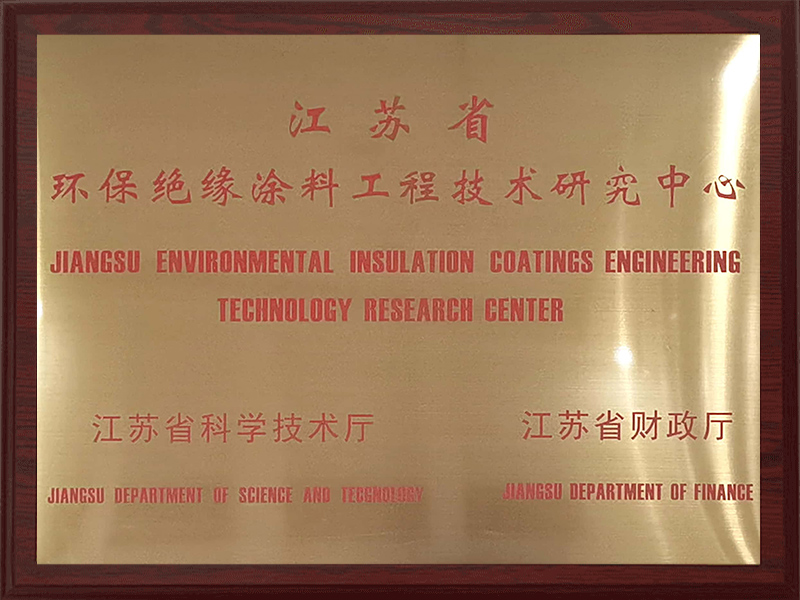 江苏省
环保绝缘涂料工程技术研究中心
JIANGSU ENVIRONMENTAL INSULATION COATINGS ENGINEERING
TECHNOLOGY RESEARCH CENTER
江苏省科学技术厅
江苏省财政厅
JIANGSU DEPARTMENT OF SCIENCE AND TECGNOLOGY
JIANGSU DEPARTMENT OF FINANCE